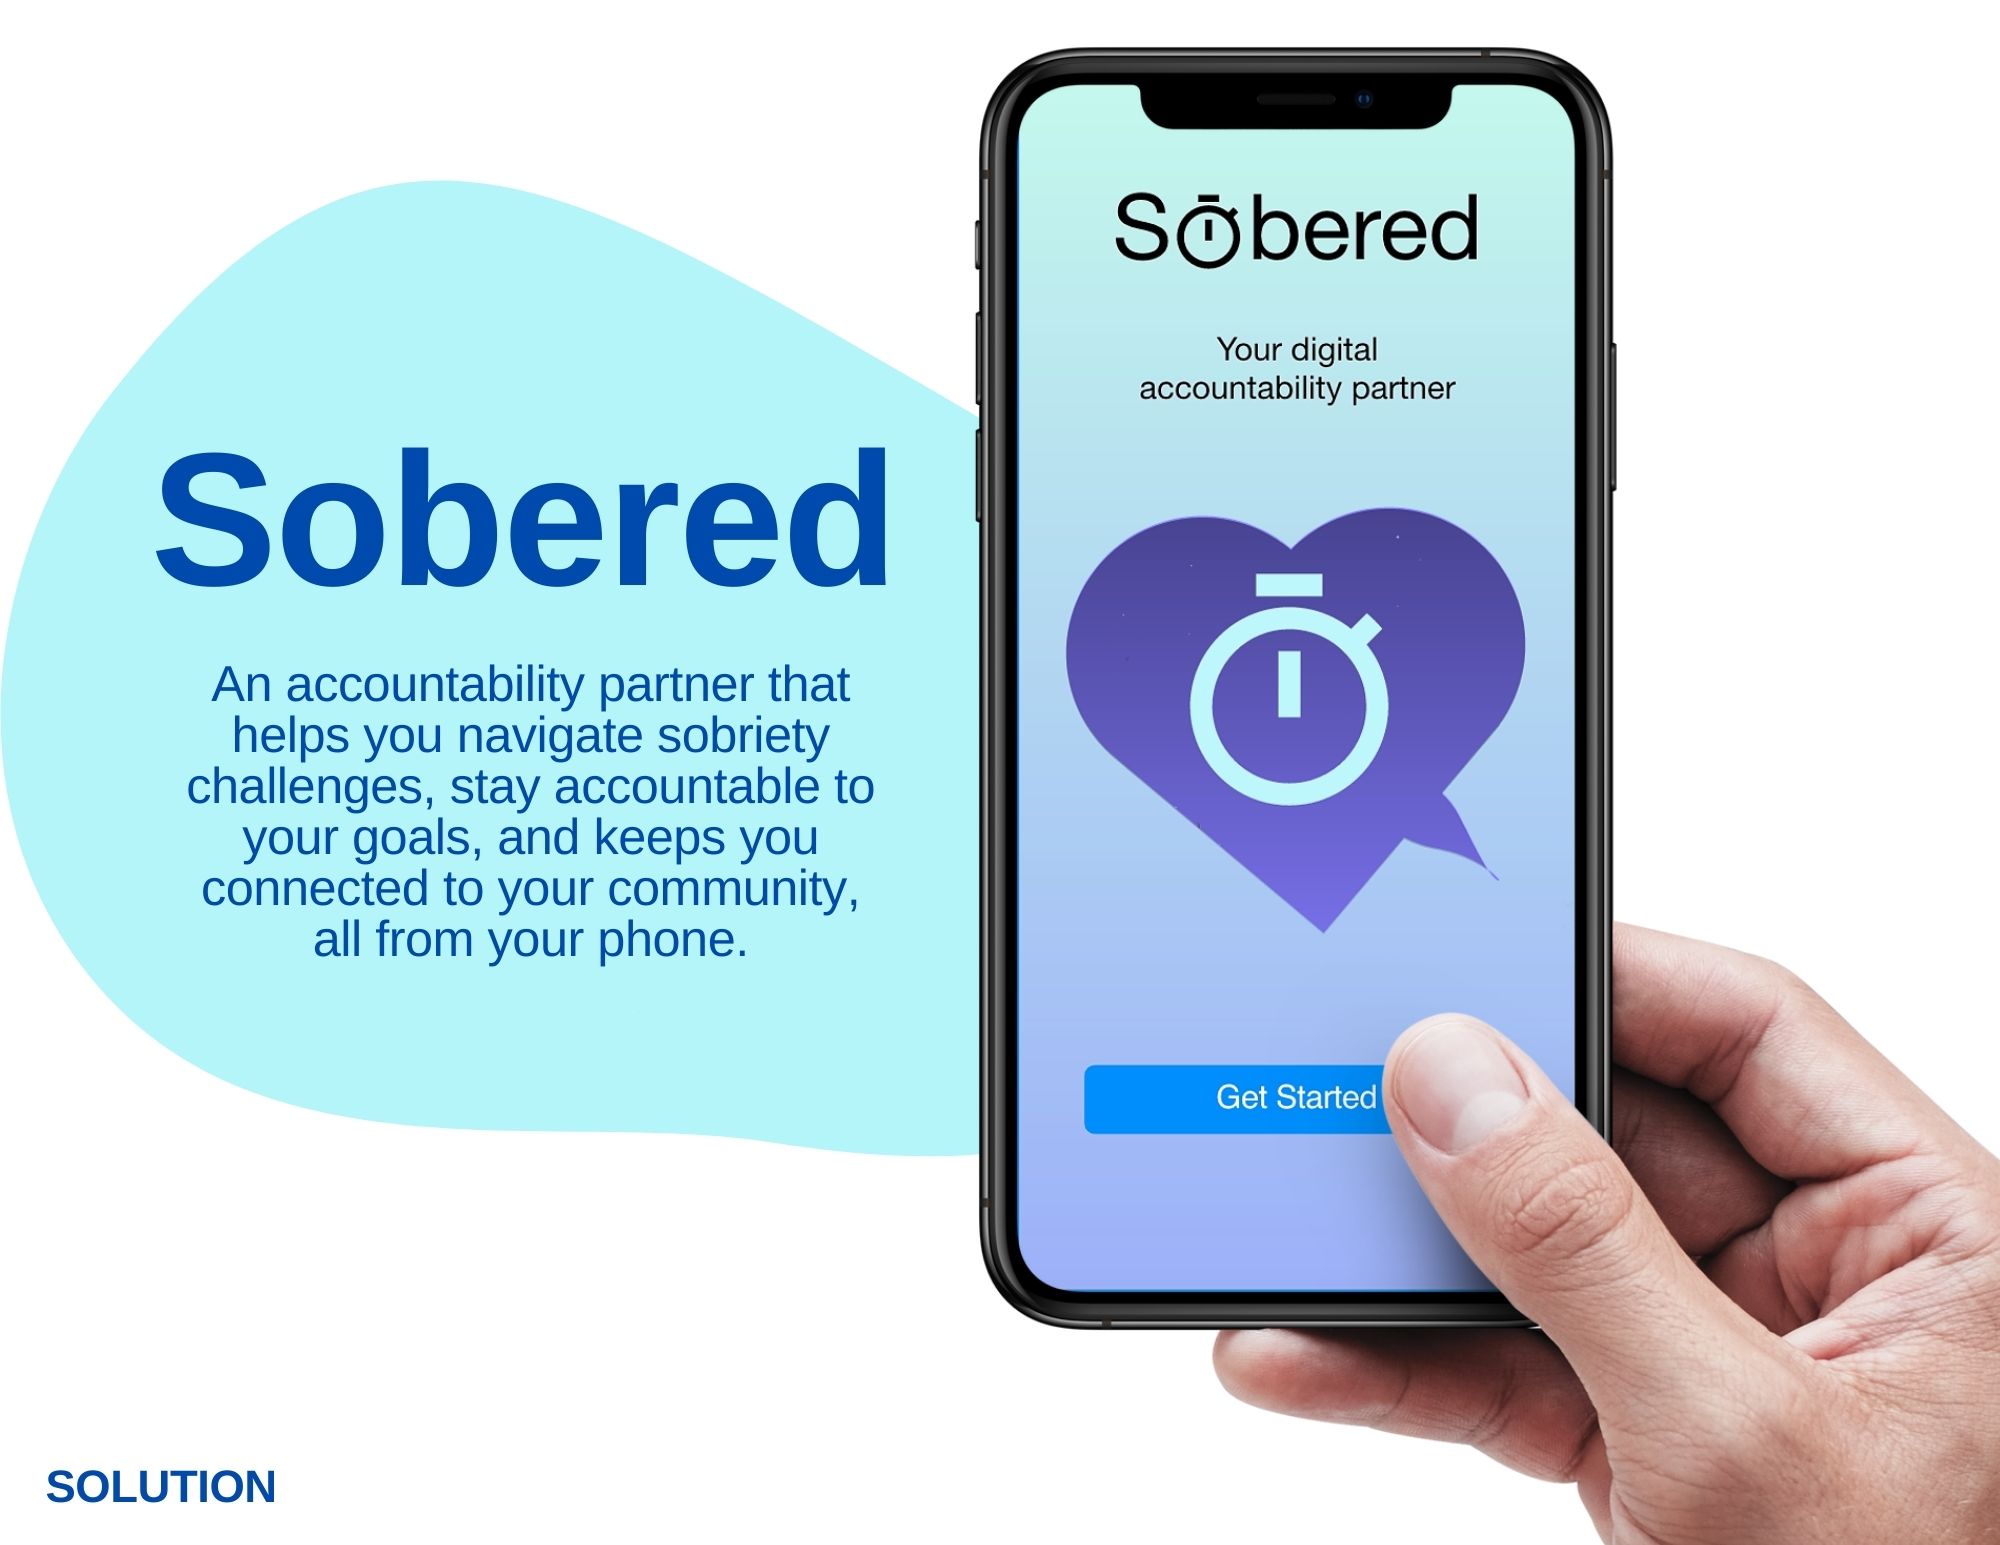 Sobered
An accountability partner that
helps you navigate sobriety
challenges, stay accountable to
your goals, and keeps you
connected to your community,
all from your phone.
SOLUTION
Sobered
Your digital
accountability partner
Get Started